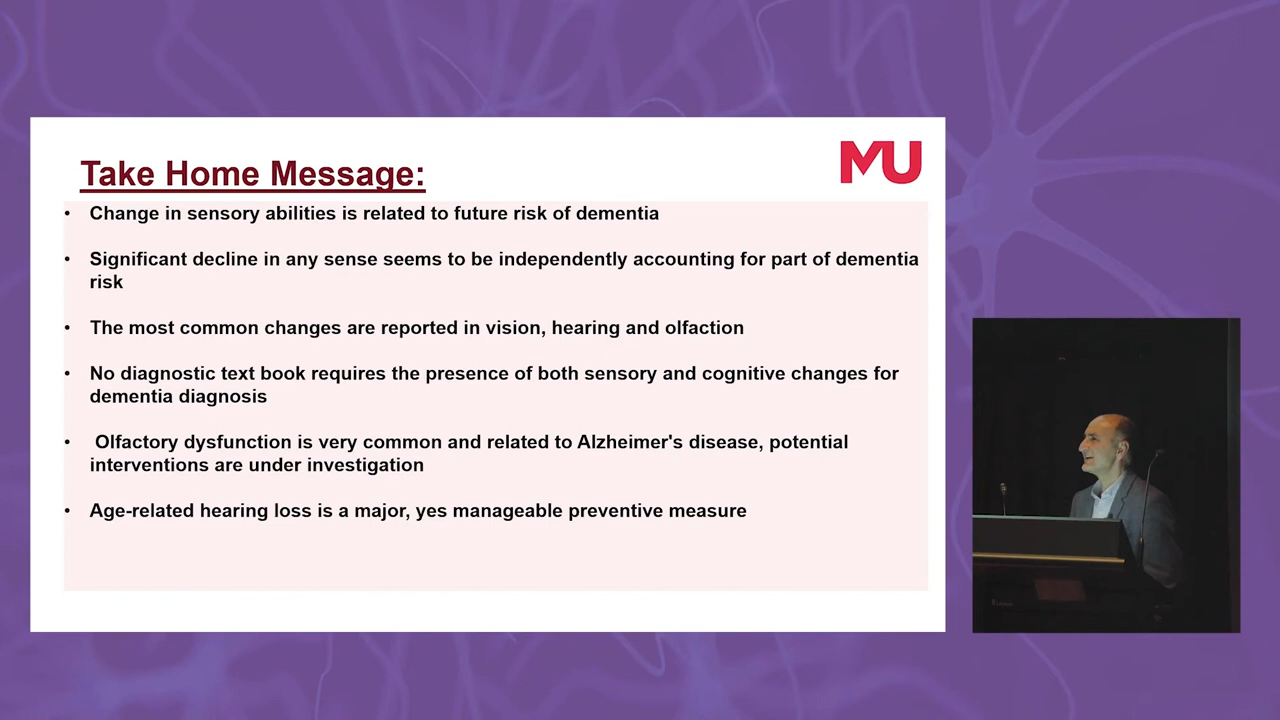 Take Home Message:
MU
• Change in sensory abilities is related to future risk of dementia
• Significant decline in any sense seems to be independently accounting for part of dementia
risk
• The most common changes are reported in vision, hearing and olfaction
• No diagnostic text book requires the presence of both sensory and cognitive changes for
dementia diagnosis
• Olfactory dysfunction is very common and related to Alzheimer's disease, potential
interventions are under investigation
• Age-related hearing loss is a major, yes manageable preventive measure